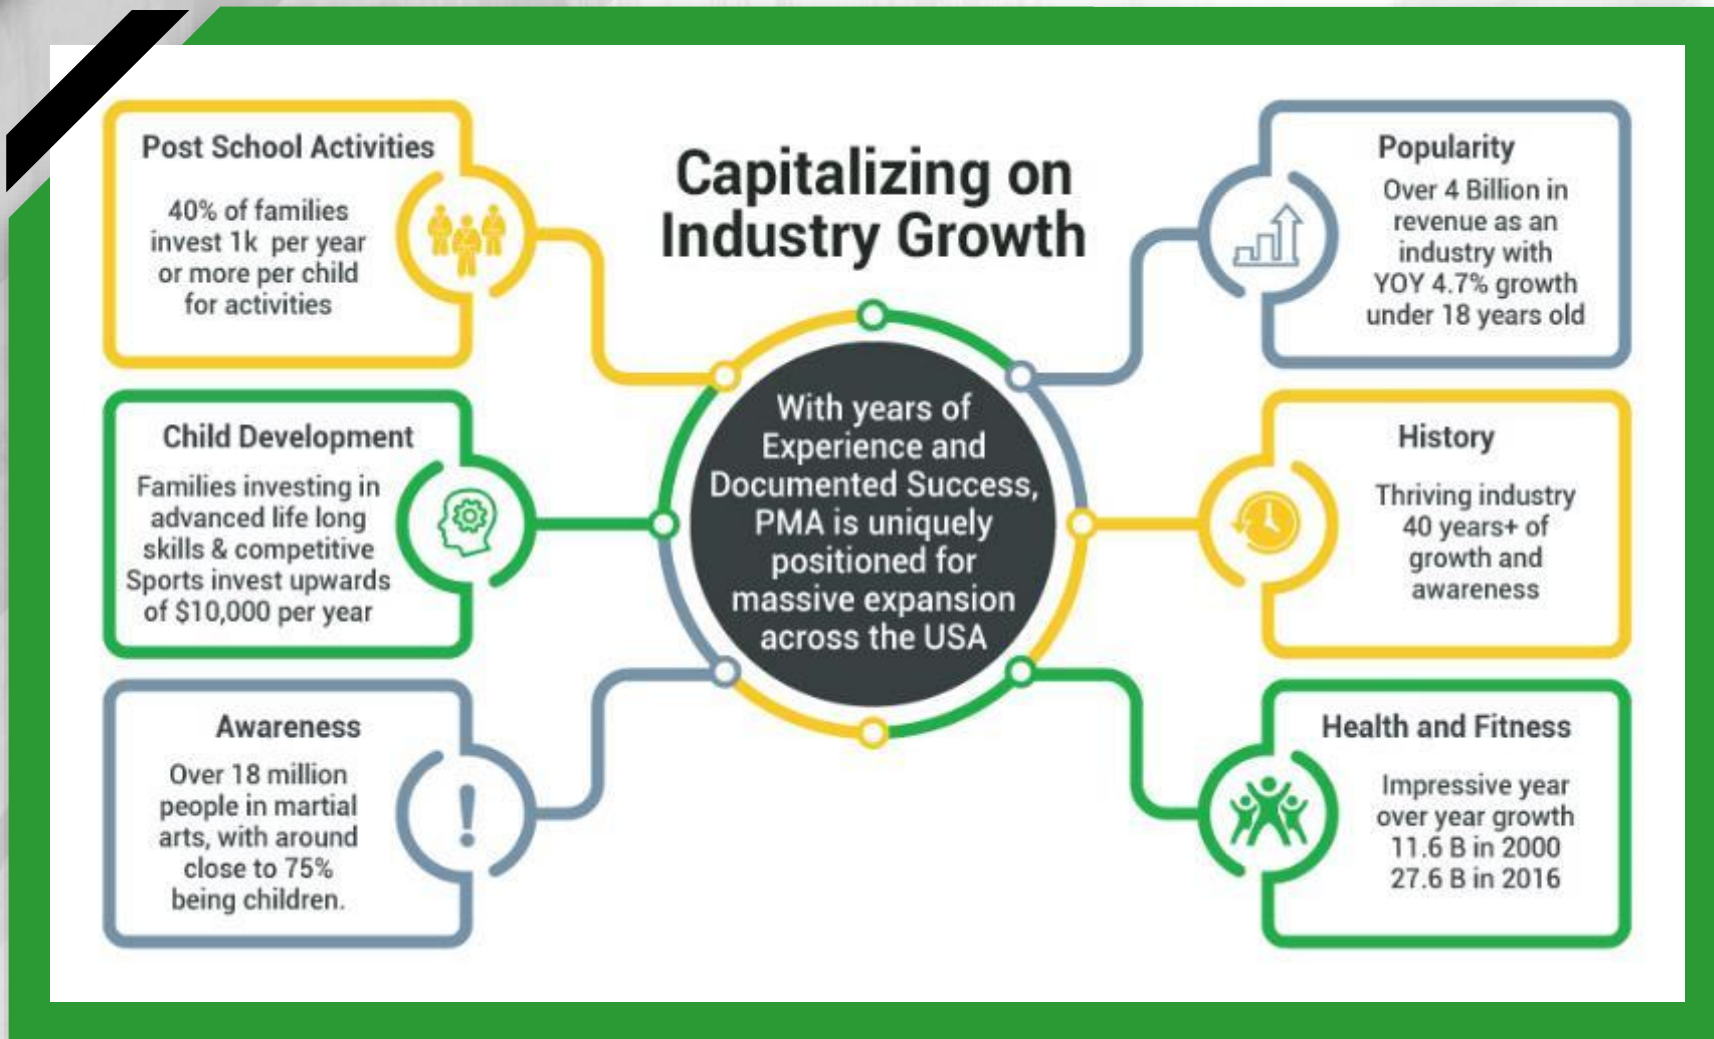 Capitalizing on
Industry Growth
Post School Activities
40% of families
invest 1k per year
or more per child
for activities
Child Development
Families investing in
advanced life long
skills & competitive
Sports invest upwards
of $10,000 per year
Awareness
Over 18 million
people in martial
arts, with around
close to 75%
being children.
With years of
Experience and
Documented Success,
PMA is uniquely
positioned for
massive expansion
across the USA
Popularity
Over 4 Billion in
revenue as an
industry with
YOY 4.7% growth
under 18 years old
History
Thriving industry
40 years+ of
growth and
awareness
Health and Fitness
Impressive year
over year growth
11.6 B in 2000
27.6 B in 2016